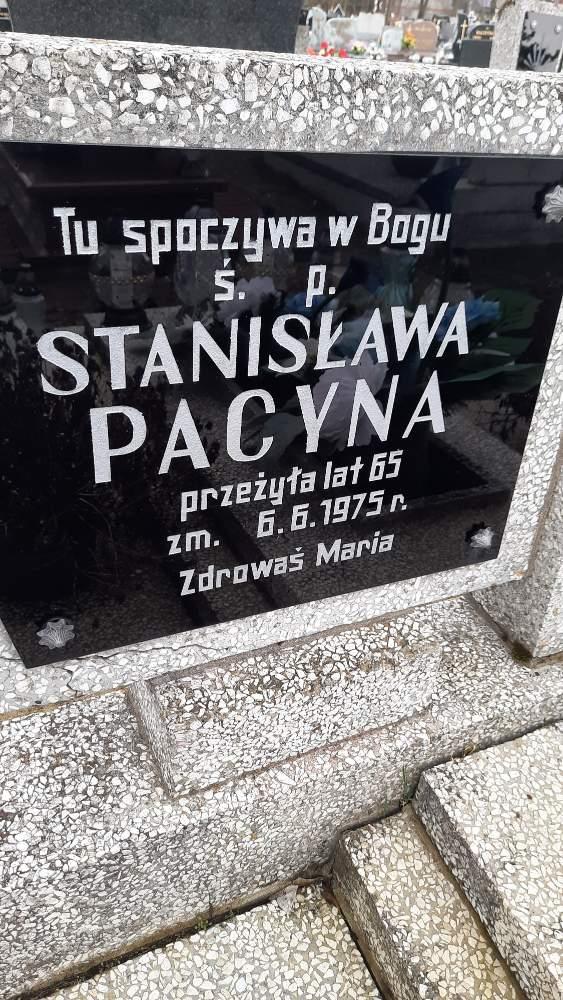 Tu spoczywa w Bogu
ś. p.
STANISŁAWA
PACYNA
przeżyła lat 65
zm. 6.6.1975 r.
Zdrowaś Maria